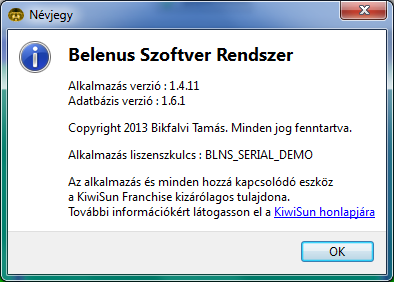 Névjegy
Belenus Szoftver Rendszer
Alkalmazás verzió : 1.4.11
Adatbázis verzió : 1.6.1
Copyright 2013 Bikfalvi Tamás. Minden jog fenntartva.
Alkalmazás liszenszkulcs : BLNS_SERIAL_DEMO
Az alkalmazás és minden hozzá kapcsolódó eszköz
a KiwiSun Franchise kizárólagos tulajdona.
További információkért látogasson el a KiwiSun honlapjára
OK